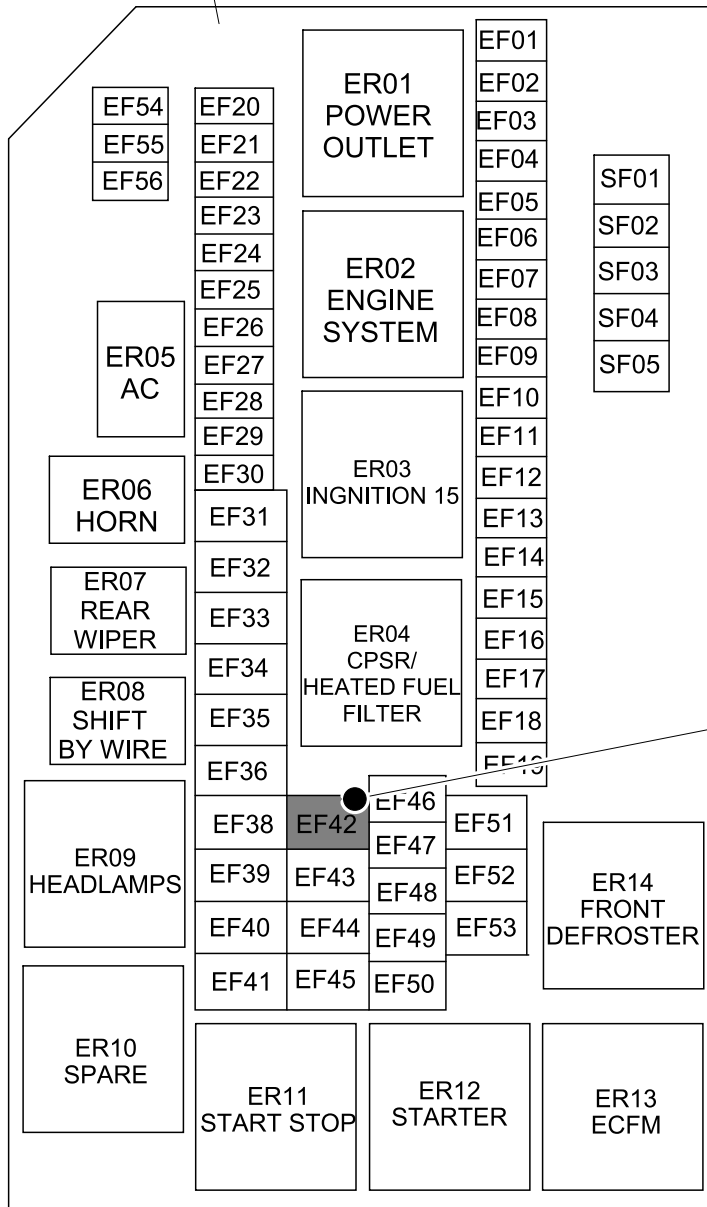 EF54
EF55
EF56
EF20
EF21
EF22
EF23
EF24
EF25
EF26
EF27
EF28
EF29
EF30
EF31
EF32
EF33
EF34
EF35
EF36
EF38
EF39
EF40
EF41
ER01
POWER
OUTLET
ER02
ENGINE
SYSTEM
ER03
INGNITION 15
ER04
CPSR/
HEATED FUEL
FILTER
EF01
EF02
EF03
EF04
EF05
EF06
EF07
EF08
EF09
EF10
EF11
EF12
EF13
EF14
EF15
EF16
EF17
EF18
EF19
SF01
SF02
SF03
SF04
SF05
ER05
AC
ER06
HORN
ER07
REAR
WIPER
ER08
SHIFT
BY WIRE
ER09
HEADLAMPS
ER10
SPARE
EF42
EF43
EF44
EF45
EF46
EF47
EF48
EF49
EF50
EF51
EF52
EF53
ER14
FRONT
DEFROSTER
ER11
START STOP
ER12
STARTER
ER13
ECFM